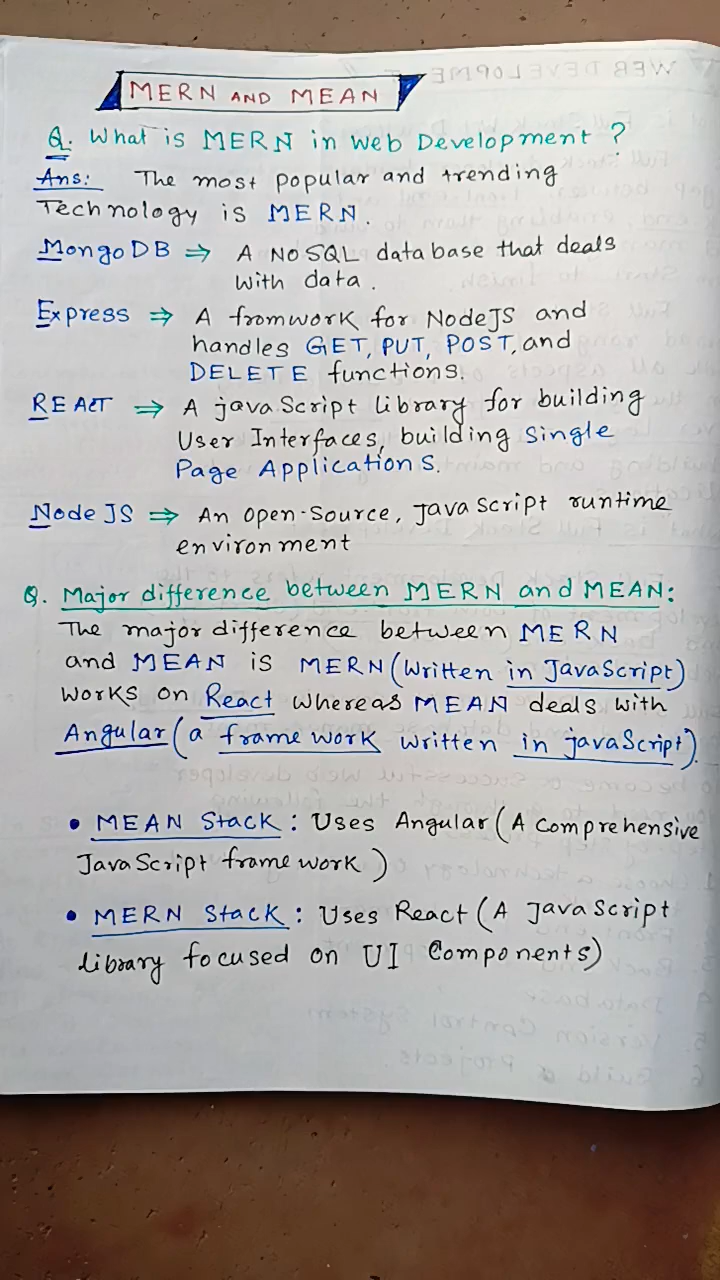 MERN AND MEAN
Q. What is MERN in Web Development ?
Ans: The most popular and trending
Technology is MERN.
MongoDB ⇒ A NOSQL database that deals
with data.
Express ⇒ A fromwork for NodeJS and
handles GET, PUT, POST, and
DELETE functions.
REACT ⇒ A javaScript library for building
User Interfaces, building Single
Page Applications.
Node JS ⇒ An open-source, JavaScript runtime
environment
Q. Major difference between MERN and MEAN:
The major difference between MERN
and MEAN is MERN (Written in JavaScript)
works on React whereas MEAN deals with
Angular (a frame work written in javaScript).
• MEAN Stack : Uses Angular (A Comprehensive
JavaScript frame work)
• MERN Stack : Uses React (A JavaScript
library focused on UI Components)